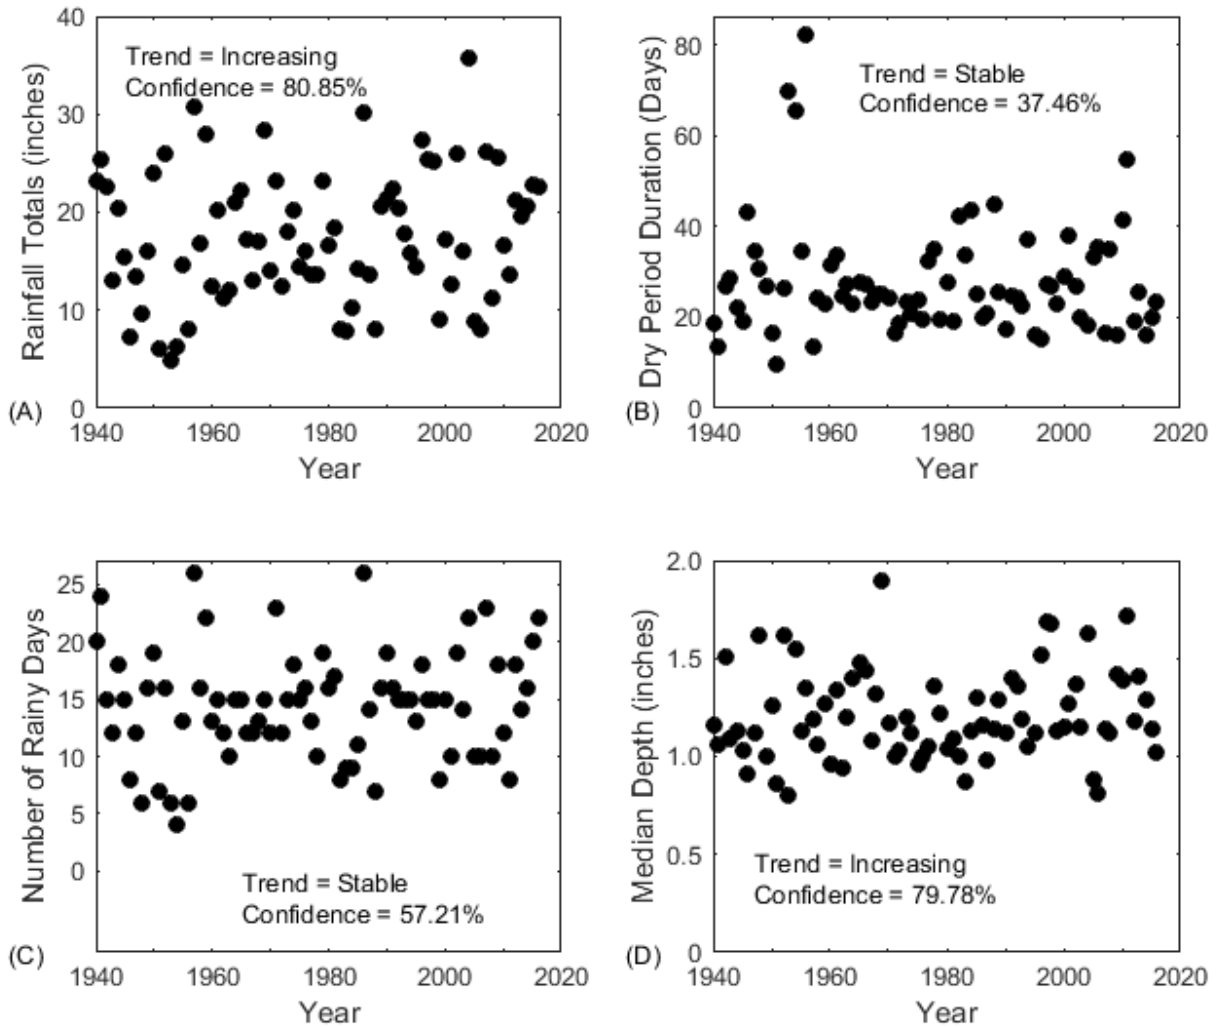 40
30
20
10
0
Rainfall Totals (inches)
Trend = Increasing
Confidence = 80.85%
(A)
1940 1960 1980 2000 2020
Year
80
60
40
20
0
Dry Period Duration (Days)
Trend = Stable
Confidence = 37.46%
(B)
1940 1960 1980 2000 2020
Year
25
20
15
10
5
0
Number of Rainy Days
Trend = Stable
Confidence = 57.21%
(C)
1940 1960 1980 2000 2020
Year
2.0
1.5
1.0
0.5
0
Median Depth (inches)
Trend = Increasing
Confidence = 79.78%
(D)
1940 1960 1980 2000 2020
Year